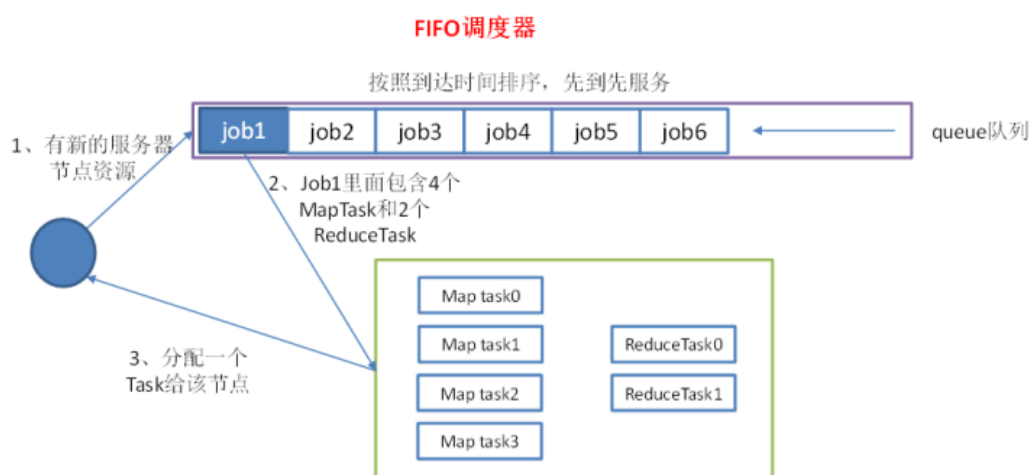 FIFO调度器
按照到达时间排序，先到先服务
job1 job2 job3 job4 job5 job6
queue队列
1、有新的服务器
节点资源
2、Job1里面包含4个
MapTask和2个
ReduceTask
Map task0
Map task1
Map task2
Map task3
ReduceTask0
ReduceTask1
3、分配一个
Task给该节点